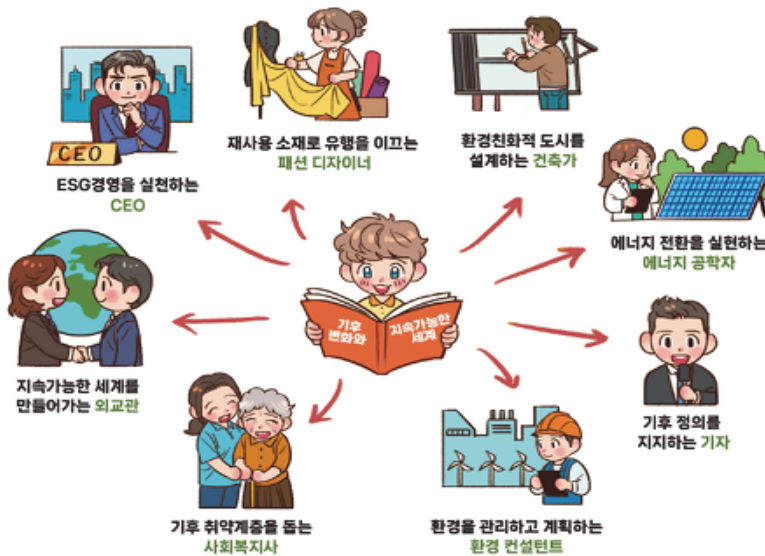 CEO
ESG경영을 실천하는
CEO
재사용 소재로 유행을 이끄는
패션 디자이너
환경친화적 도시를
설계하는 건축가
에너지 전환을 실현하는
에너지 공학자
기후
변화와
지속가능한
세계
지속가능한 세계를
만들어가는 외교관
기후 정의를
지지하는 기자
기후 취약계층을 돕는
사회복지사
환경을 관리하고 계획하는
환경 컨설턴트